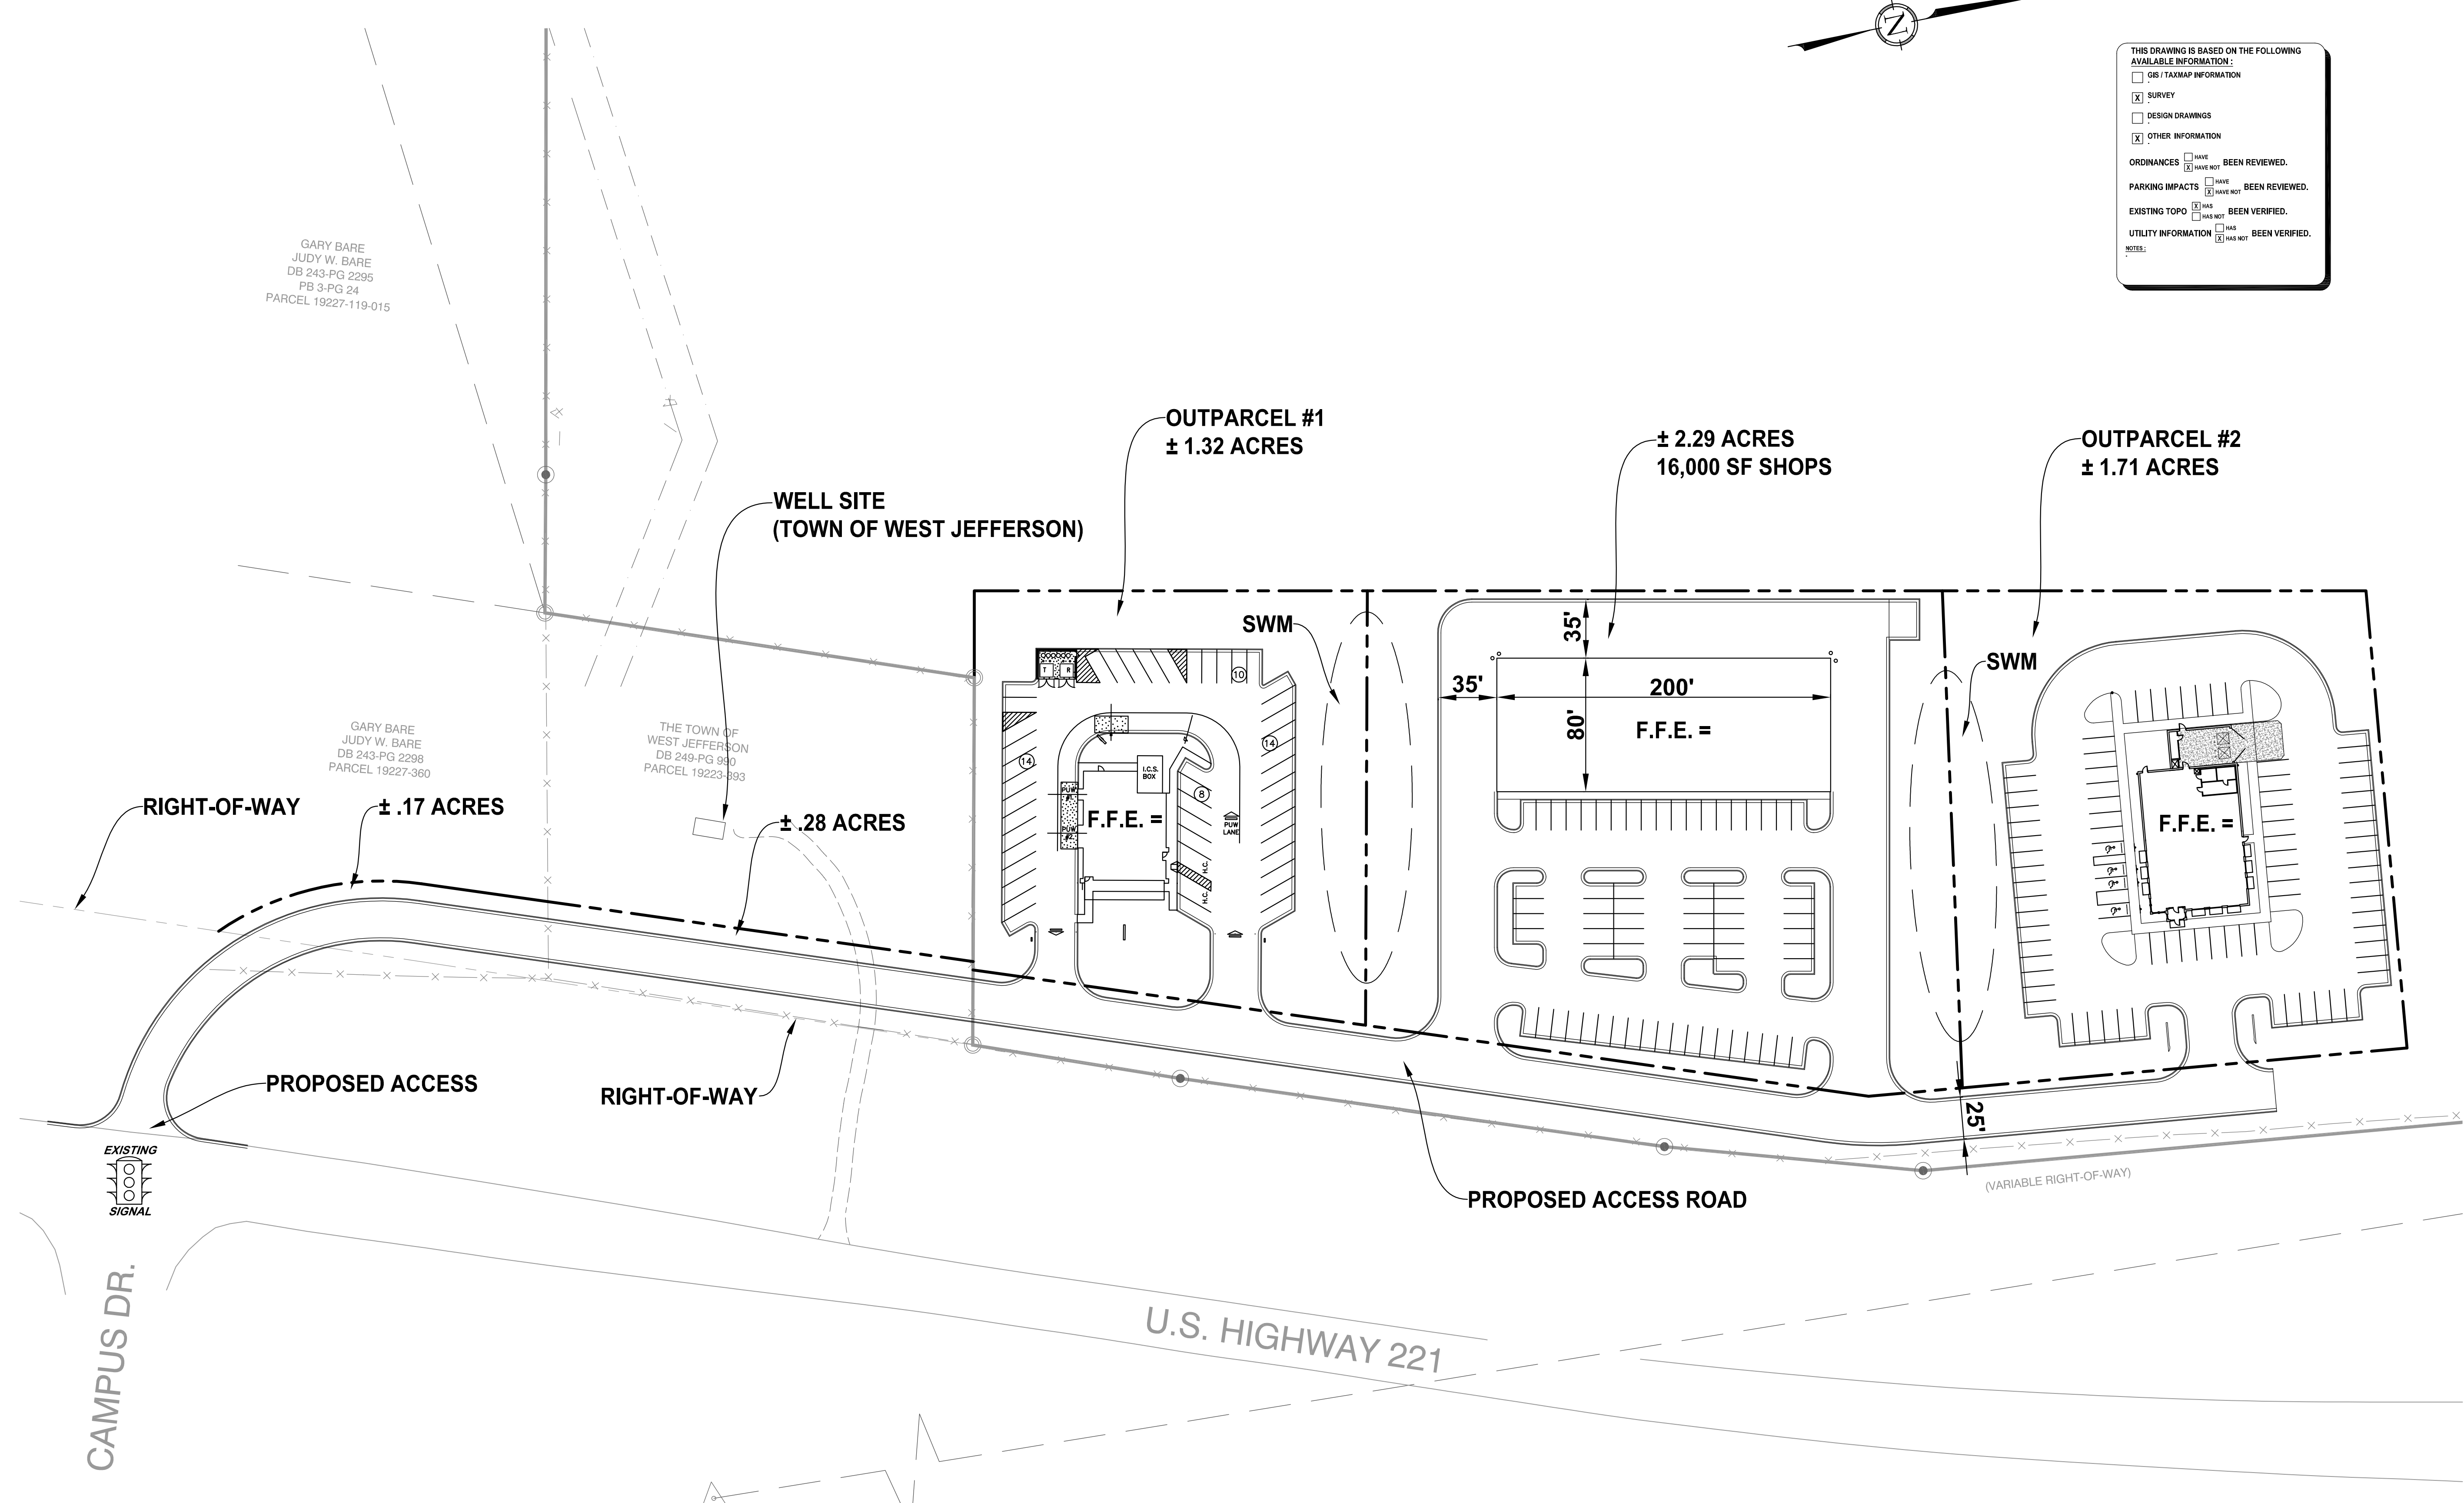 N
THIS DRAWING IS BASED ON THE FOLLOWING
AVAILABLE INFORMATION :
GIS / TAXMAP INFORMATION
X SURVEY
DESIGN DRAWINGS
X OTHER INFORMATION
ORDINANCES HAVE
X HAVE NOT BEEN REVIEWED.
PARKING IMPACTS HAVE
X HAVE NOT BEEN REVIEWED.
EXISTING TOPO X HAS
HAS NOT BEEN VERIFIED.
UTILITY INFORMATION HAS
X HAS NOT BEEN VERIFIED.
NOTES :
GARY BARE
JUDY W. BARE
DB 243-PG 2295
PB 3-PG 24
PARCEL 19227-119-015
OUTPARCEL #1
± 1.32 ACRES
± 2.29 ACRES
16,000 SF SHOPS
OUTPARCEL #2
± 1.71 ACRES
WELL SITE
(TOWN OF WEST JEFFERSON)
SWM
35'
SWM
T R
10
35'
200'
80'
F.F.E. =
GARY BARE
JUDY W. BARE
DB 243-PG 2298
PARCEL 19227-360
THE TOWN OF
WEST JEFFERSON
DB 249-PG 990
PARCEL 19223-393
14
14
I.C.S.
BOX
8
PUW
#1
PUW
#2
F.F.E. =
PUW
LANE
H.C.
H.C.
F.F.E. =
RIGHT-OF-WAY
± .17 ACRES
± .28 ACRES
PROPOSED ACCESS
RIGHT-OF-WAY
25'
EXISTING
SIGNAL
PROPOSED ACCESS ROAD
(VARIABLE RIGHT-OF-WAY)
CAMPUS DR.
U.S. HIGHWAY 221